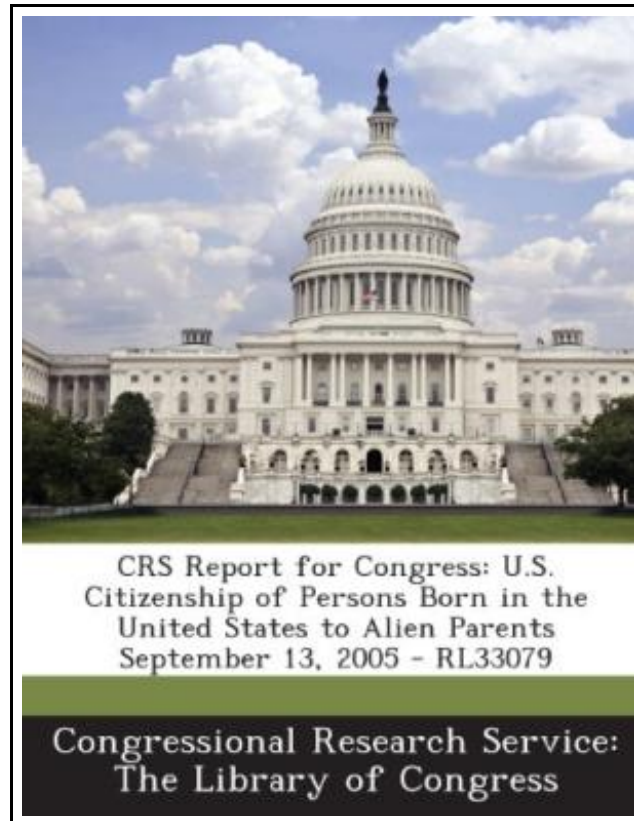 CRS Report for Congress: U.S.
Citizenship of Persons Born in the
United States to Alien Parents
September 13, 2005 - RL33079
Congressional Research Service:
The Library of Congress